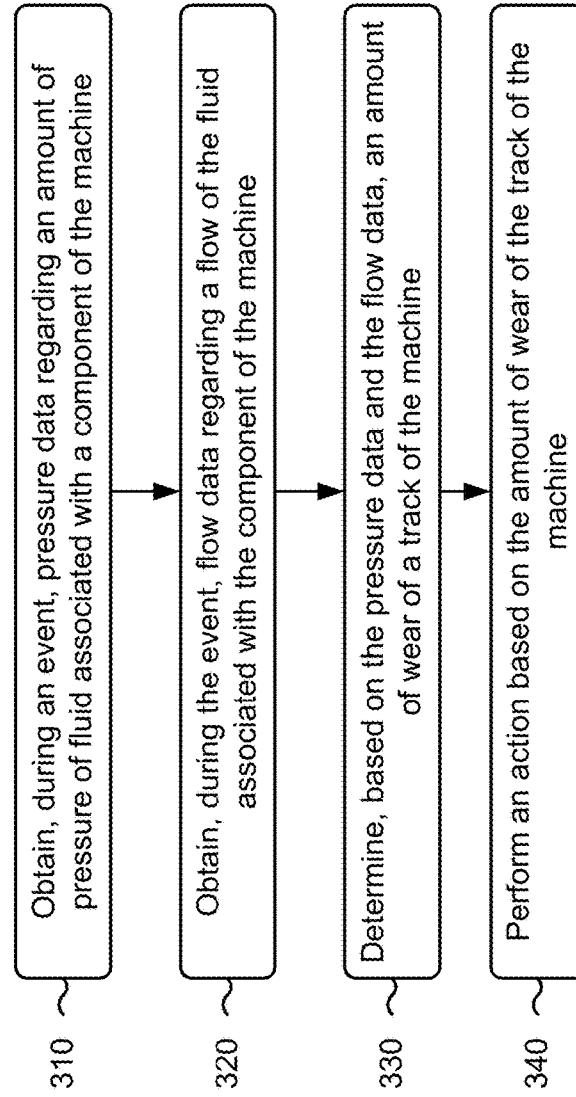 310
Obtain, during an event, pressure data regarding an amount of
pressure of fluid associated with a component of the machine
320
Obtain, during the event, flow data regarding a flow of the fluid
associated with the component of the machine
330
Determine, based on the pressure data and the flow data, an amount
of wear of a track of the machine
340
Perform an action based on the amount of wear of the track of the
machine